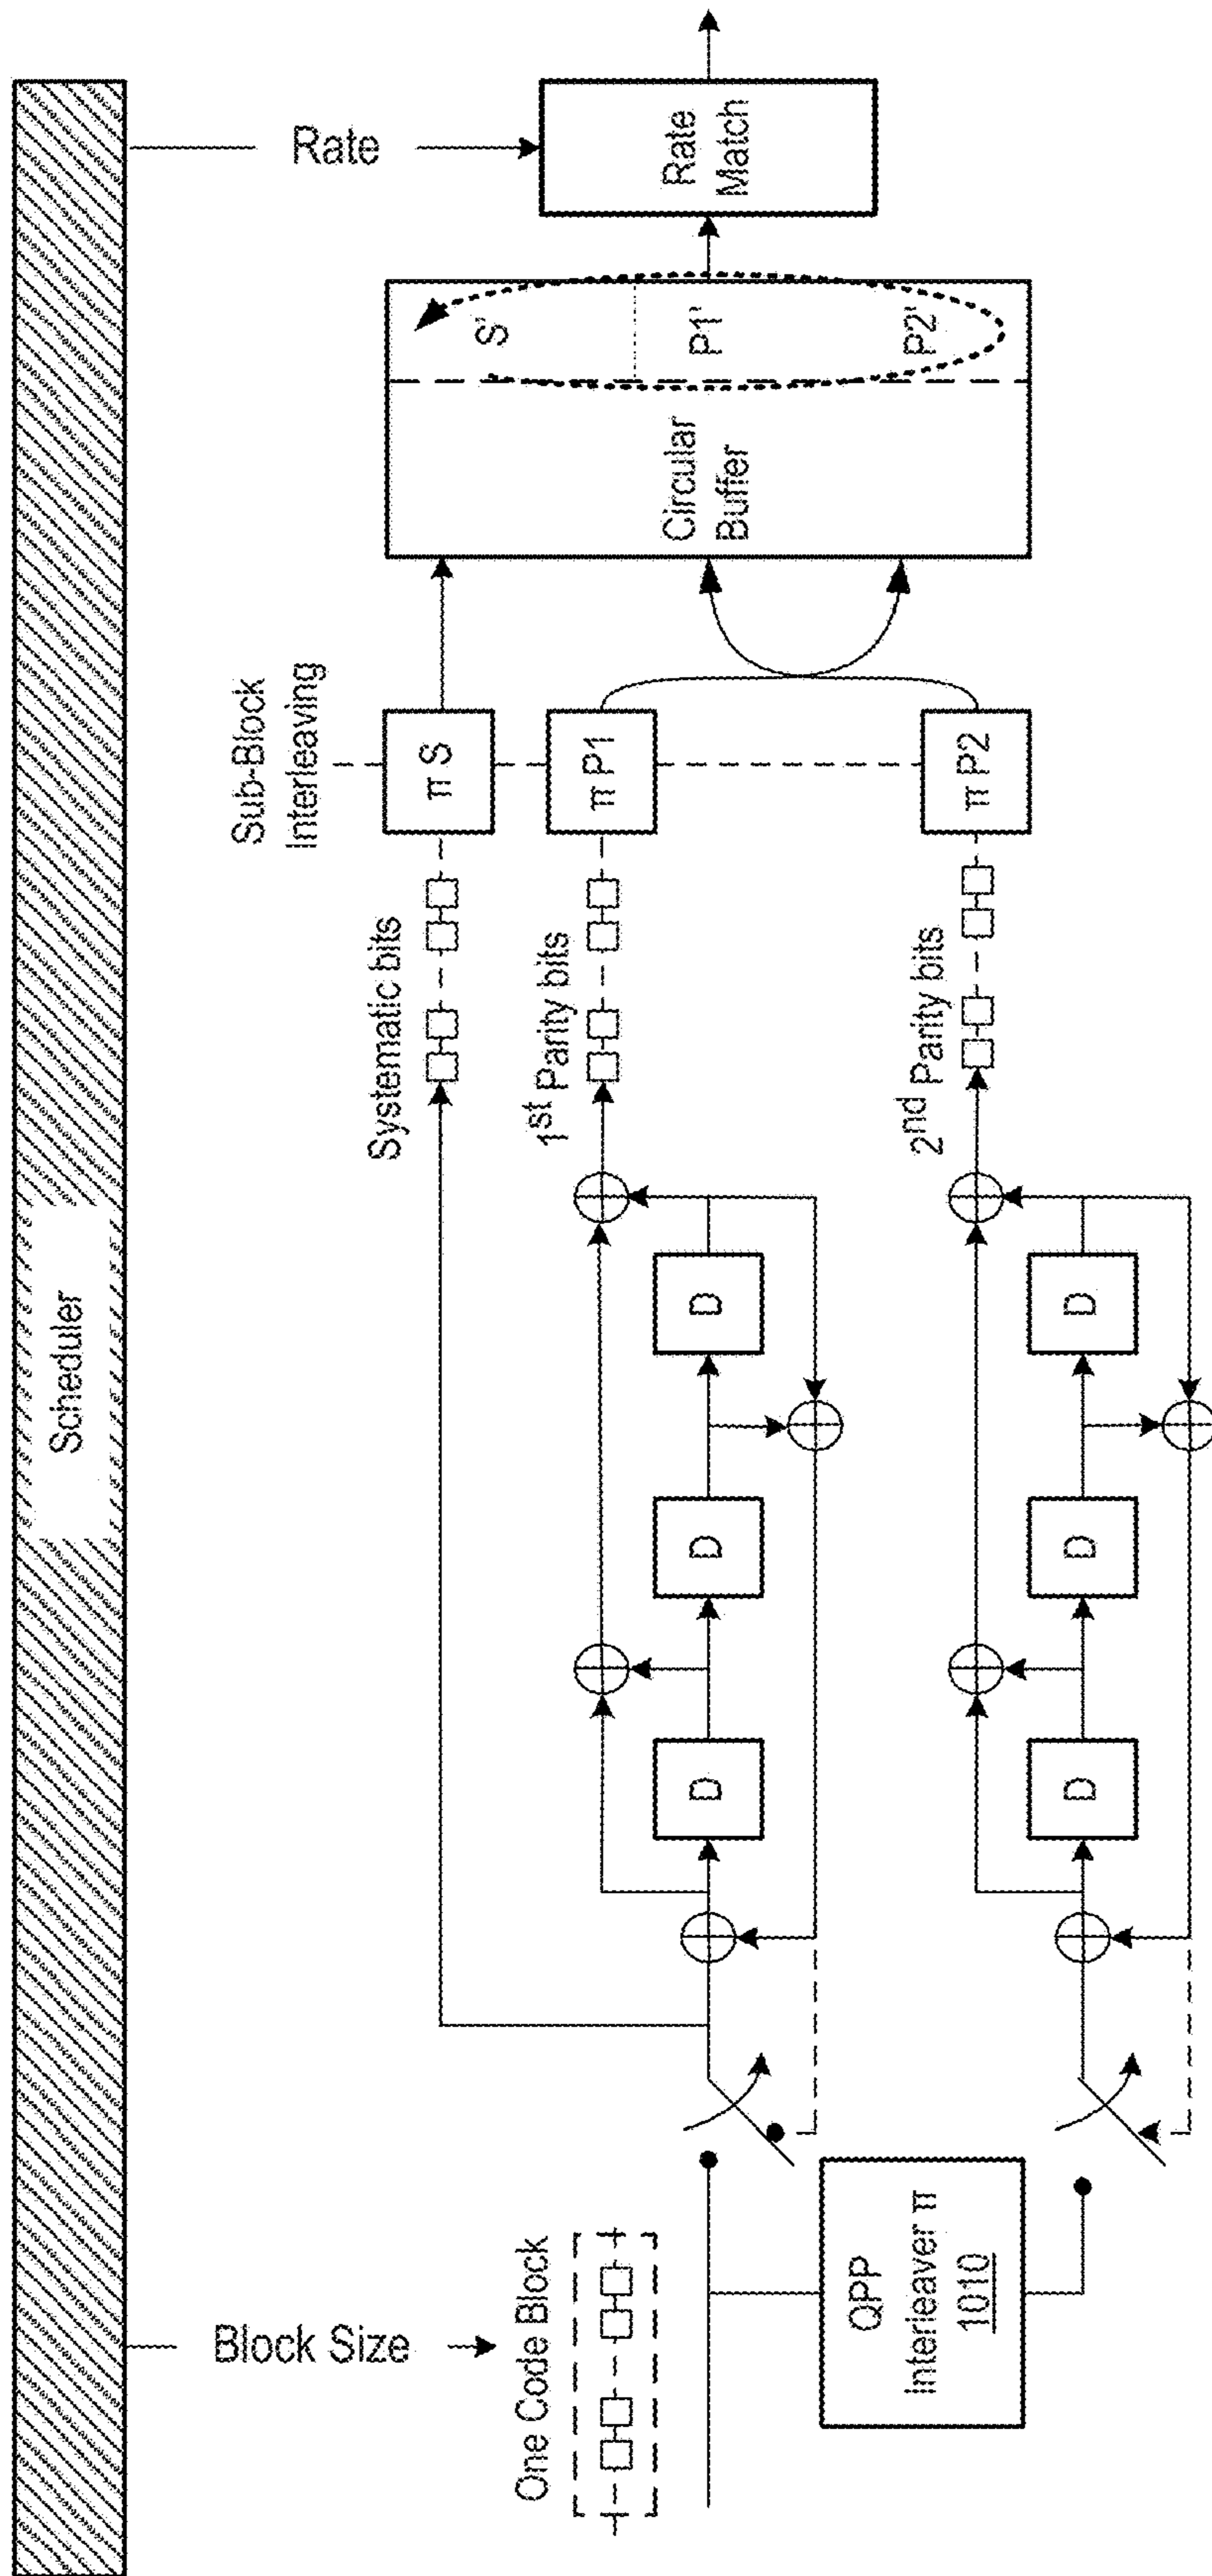 Scheduler
Block Size
Rate
One Code Block
Systematic bits
Sub-Block
Interleaving
π S
1st Parity bits
π P1
D
D
D
Circular
Buffer
S'
P1'
P2'
Rate
Match
QPP
Interleaver π
1010
2nd Parity bits
π P2
D
D
D